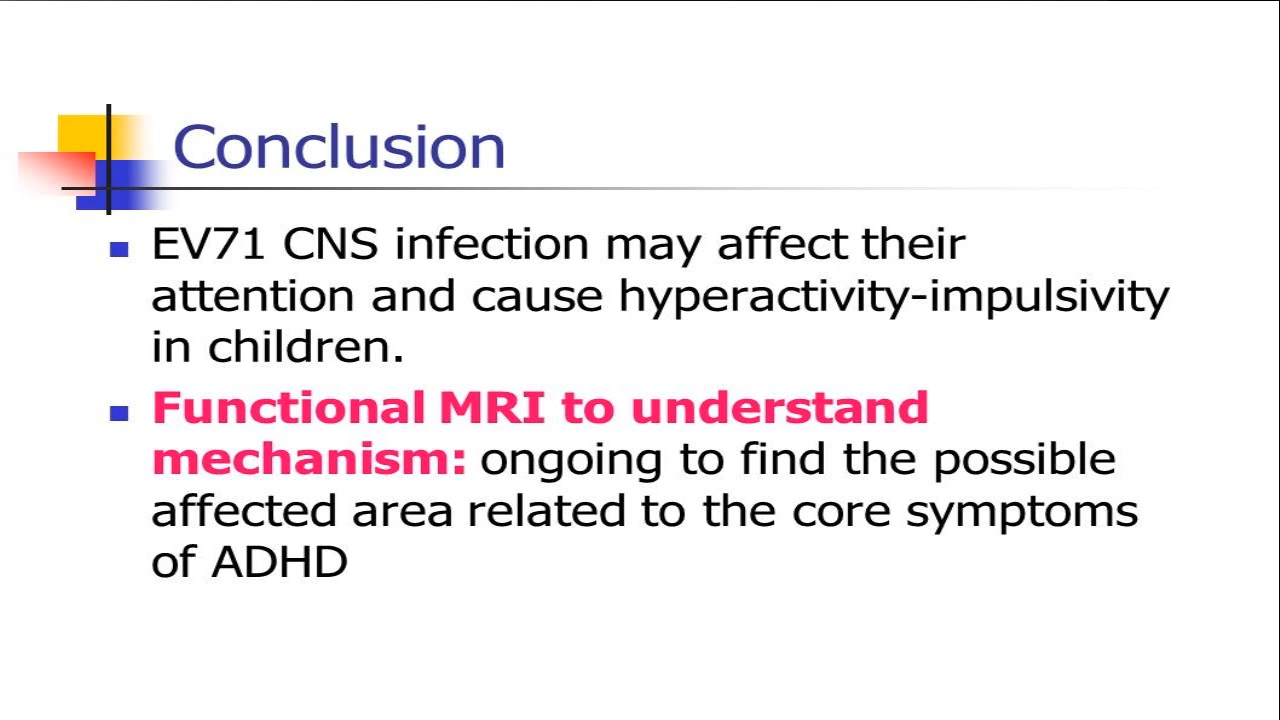 Conclusion
EV71 CNS infection may affect their
attention and cause hyperactivity-impulsivity
in children.
Functional MRI to understand
mechanism: ongoing to find the possible
affected area related to the core symptoms
of ADHD